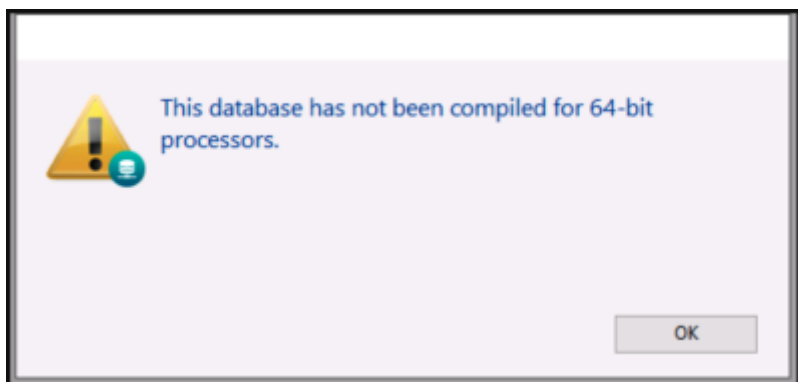 This database has not been compiled for 64-bit
processors.
OK